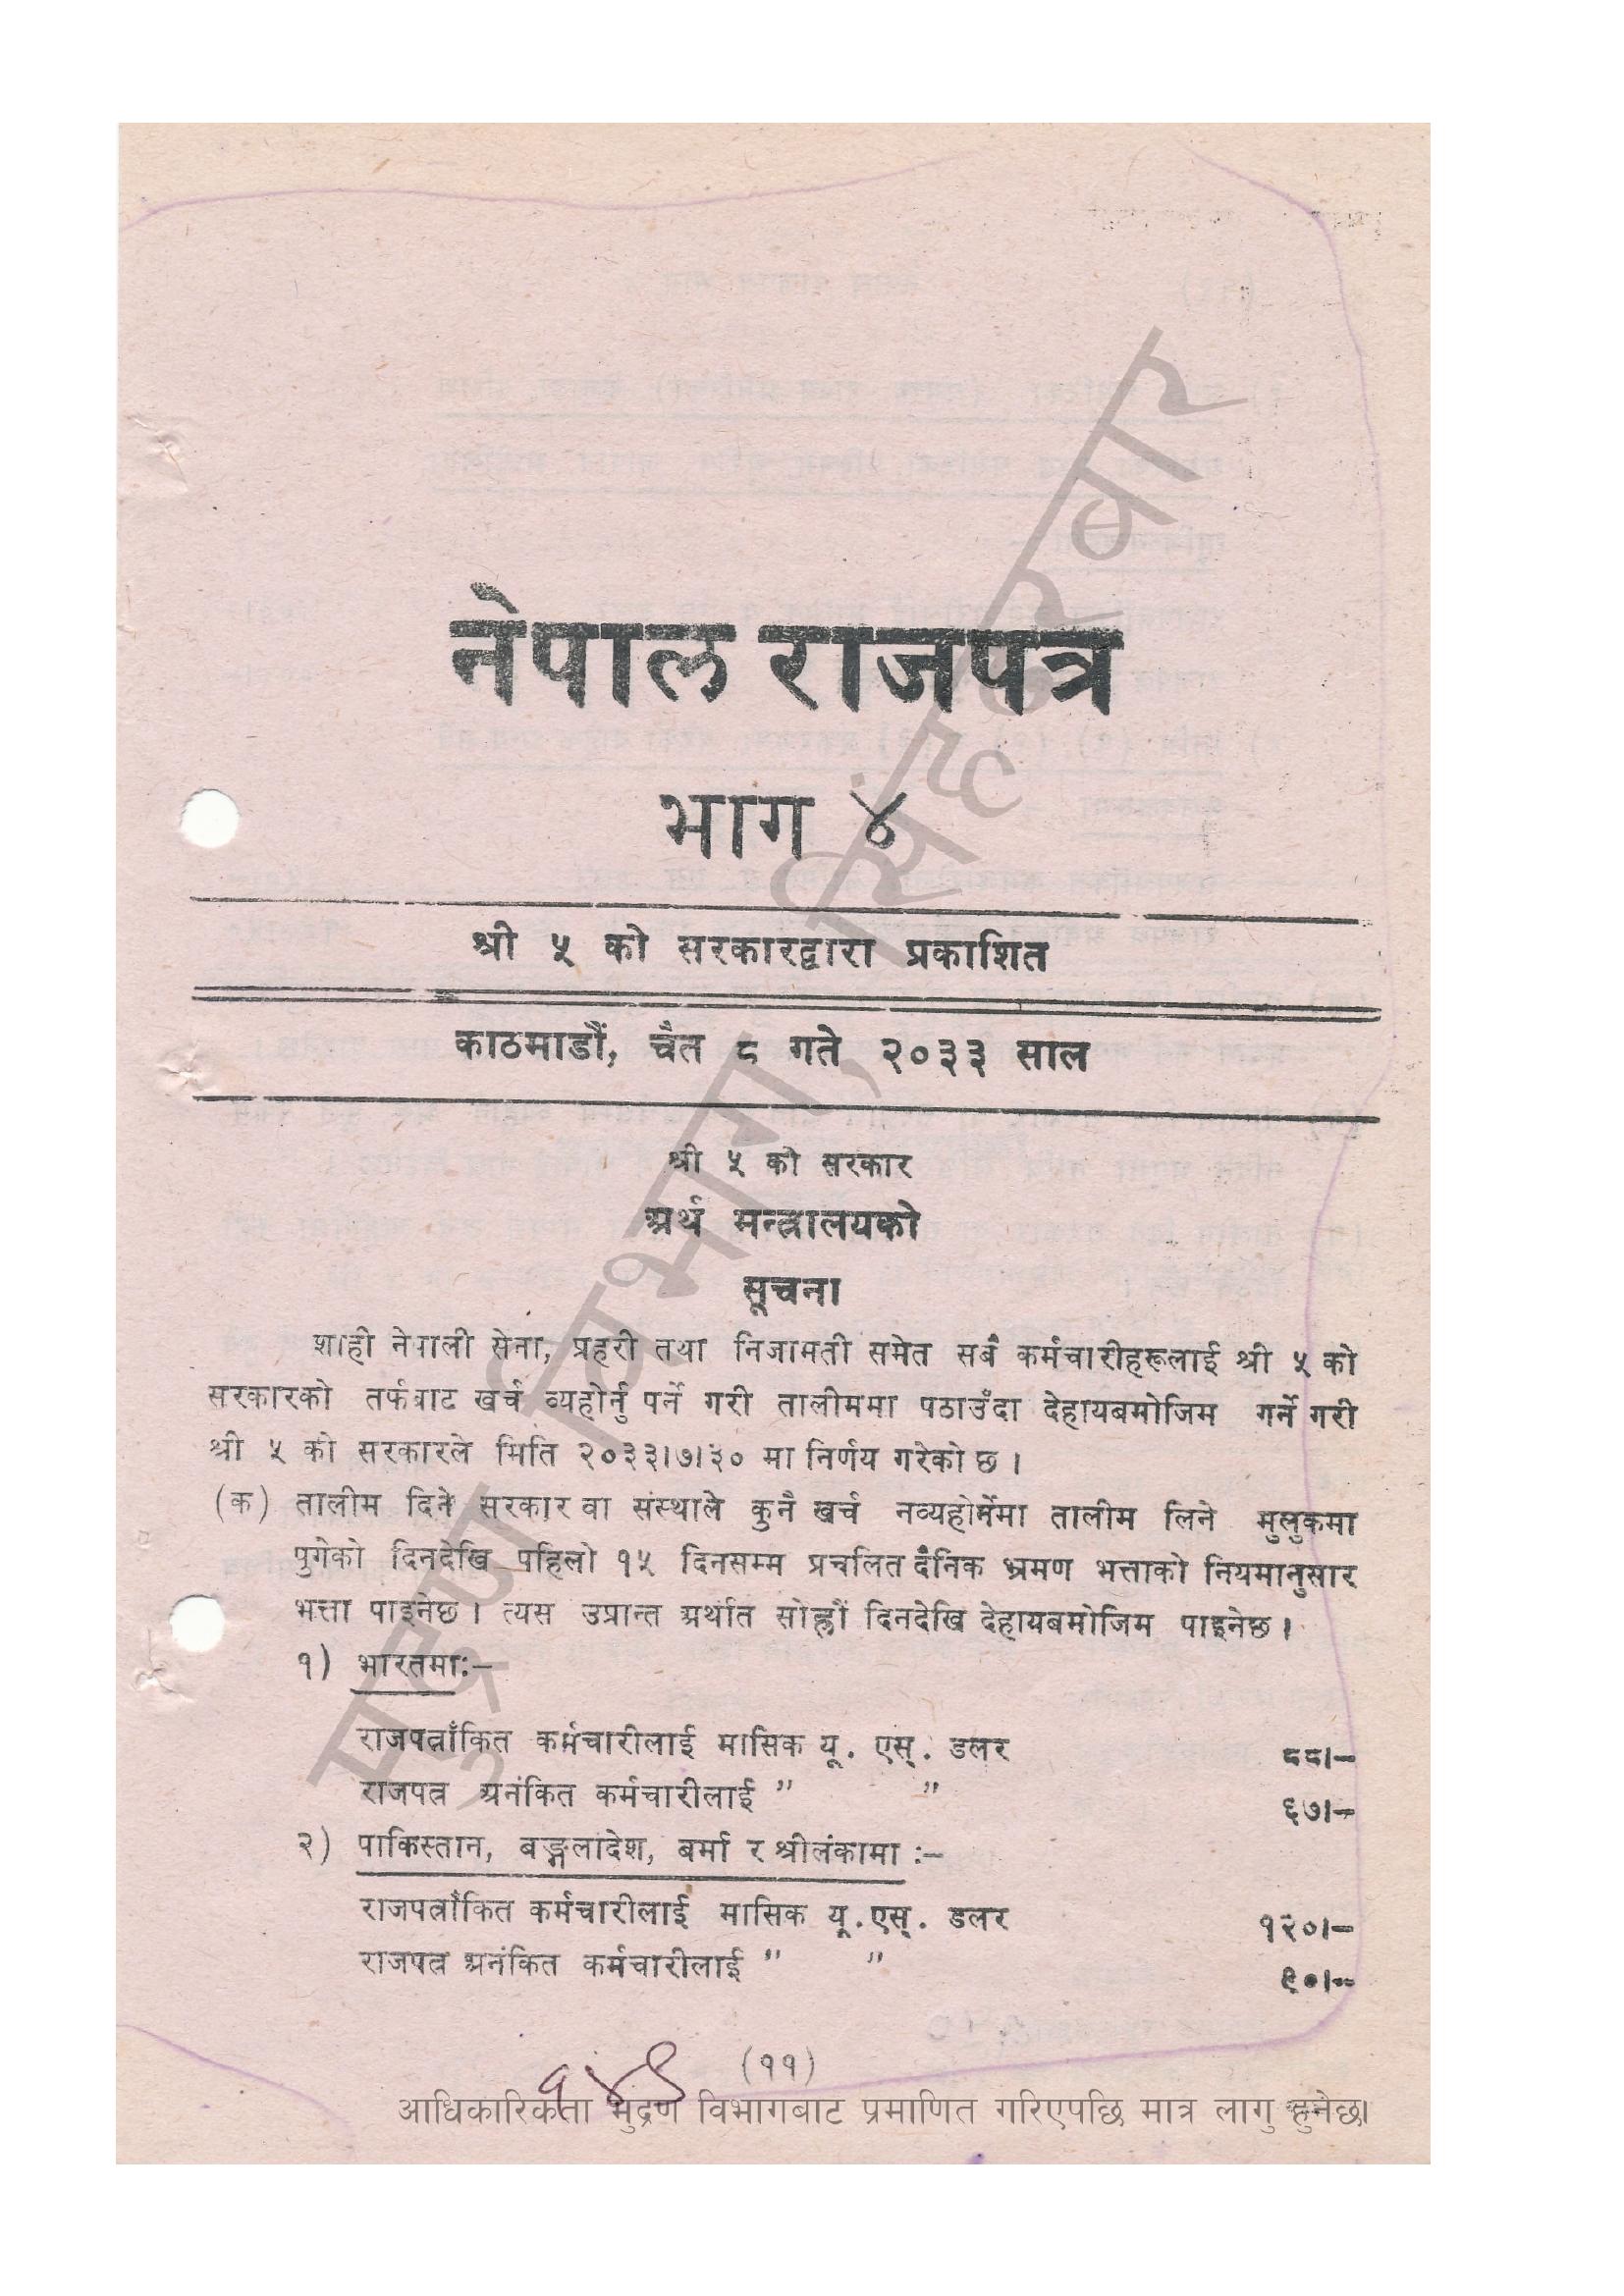 नेपाल राजपत्र
भाग ४
श्री ५ को सरकारद्वारा प्रकाशित
काठमाडौं, चैत ८ गते २०३३ साल
श्री ५ को सरकार
अर्थ मन्त्रालयको
सूचना
शाही नेपाली सेना, प्रहरी तथा निजामती समेत सबै कर्मचारीहरूलाई श्री ५ को
सरकारको तर्फबाट खर्च व्यहोर्नु पर्ने गरी तालीममा पठाउँदा देहायबमोजिम गर्ने गरी
श्री ५ को सरकारले मिति २०३३।७।३० मा निर्णय गरेको छ ।
(क) तालीम दिने सरकार वा संस्थाले कुनै खर्च नव्यहोर्नेमा तालीम लिने मुलुकमा
पुगेको दिनदेखि पहिलो १५ दिनसम्म प्रचलित दैनिक भ्रमण भत्ताको नियमानुसार
भत्ता पाइनेछ । त्यस उप्रान्त अर्थात सोह्रौं दिनदेखि देहायबमोजिम पाइनेछ ।
१) भारतमाः–
राजपत्राँकित कर्मचारीलाई मासिक यू. एस्. डलर ८८।–
राजपत्र अनंकित कर्मचारीलाई ” ” ६७।–
२) पाकिस्तान, बङ्गलादेश, बर्मा र श्रीलंकामा :–
राजपत्राँकित कर्मचारीलाई मासिक यू. एस्. डलर १२०।–
राजपत्र अनंकित कर्मचारीलाई ” ” ९०।–
(११)
१४९
आधिकारिकता मुद्रण विभागबाट प्रमाणित गरिएपछि मात्र लागु हुनेछ।
मुद्रण विभाग, सिंहदरबार